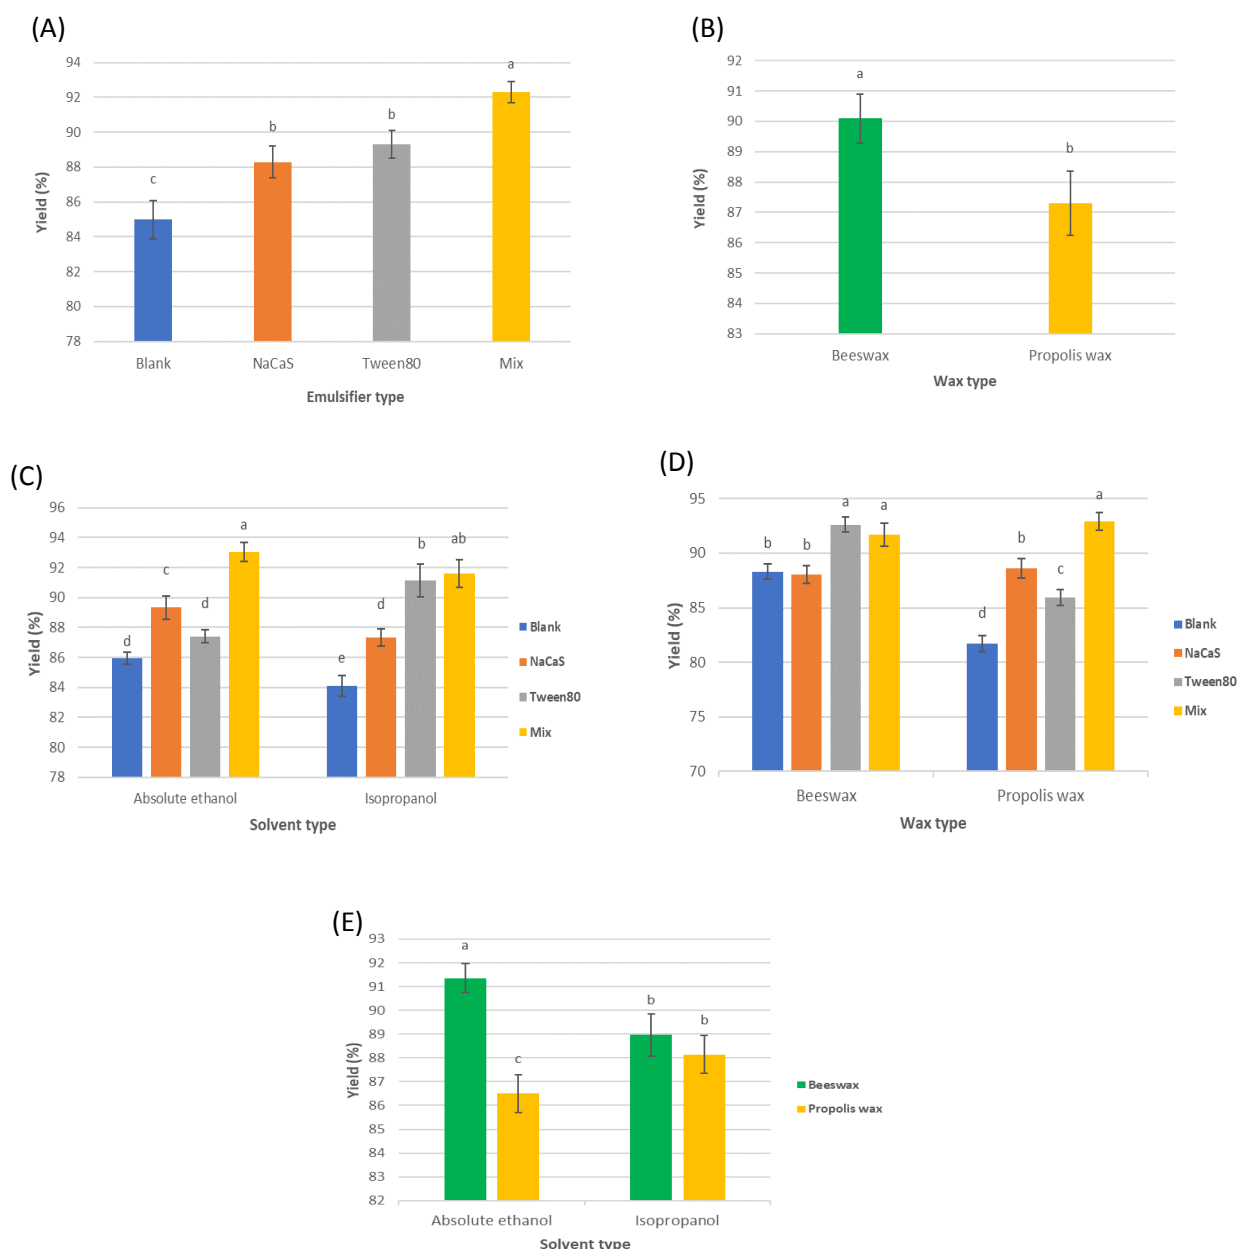 (A)
94
92
90
88
86
84
82
80
78
Yield (%)
c
b
b
a
Blank
NaCaS
Tween80
Mix
Emulsifier type
(B)
92
91
90
89
88
87
86
85
84
83
Yield (%)
a
b
Beeswax
Propolis wax
Wax type
(C)
96
94
92
90
88
86
84
82
80
78
Yield (%)
d
c
d
a
e
d
b
ab
Absolute ethanol
Isopropanol
Solvent type
Blank
NaCaS
Tween80
Mix
(D)
95
90
85
80
75
70
Yield (%)
b
b
a
a
d
b
c
a
Beeswax
Propolis wax
Wax type
Blank
NaCaS
Tween80
Mix
(E)
93
92
91
90
89
88
87
86
85
84
83
82
Yield (%)
a
c
b
b
Absolute ethanol
Isopropanol
Solvent type
Beeswax
Propolis wax